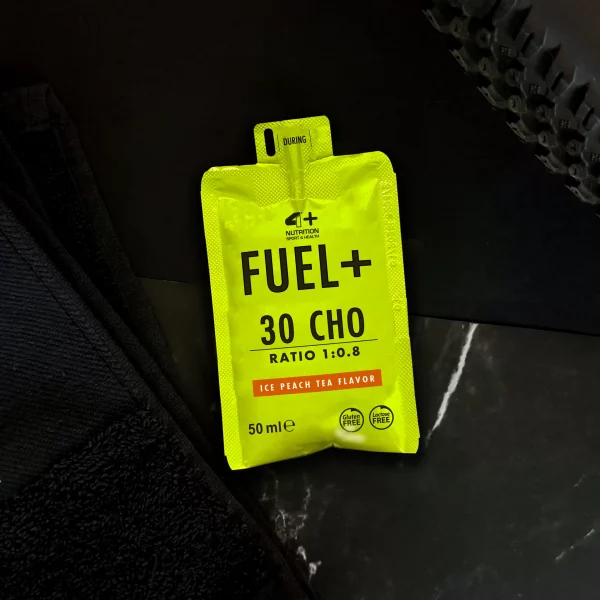 DURING
4+
NUTRITION
SPORT & HEALTH
FUEL+
30 CHO
RATIO 1:0.8
ICE PEACH TEA FLAVOR
50 ml ℮
Gluten FREE
Lactose FREE